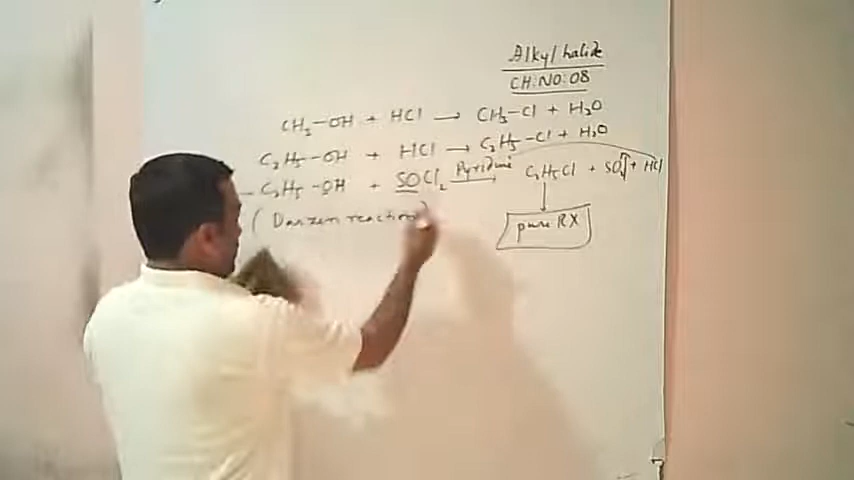 Alkyl halide
CH:NO:08
CH₃-OH + HCl → CH₃-Cl + H₂O
C₂H₅-OH + HCl → C₂H₅-Cl + H₂O
C₂H₅-OH + SOCl₂ Pyridine → C₂H₅Cl + SO₂↑ + HCl
(Danzen reaction)
pure RX